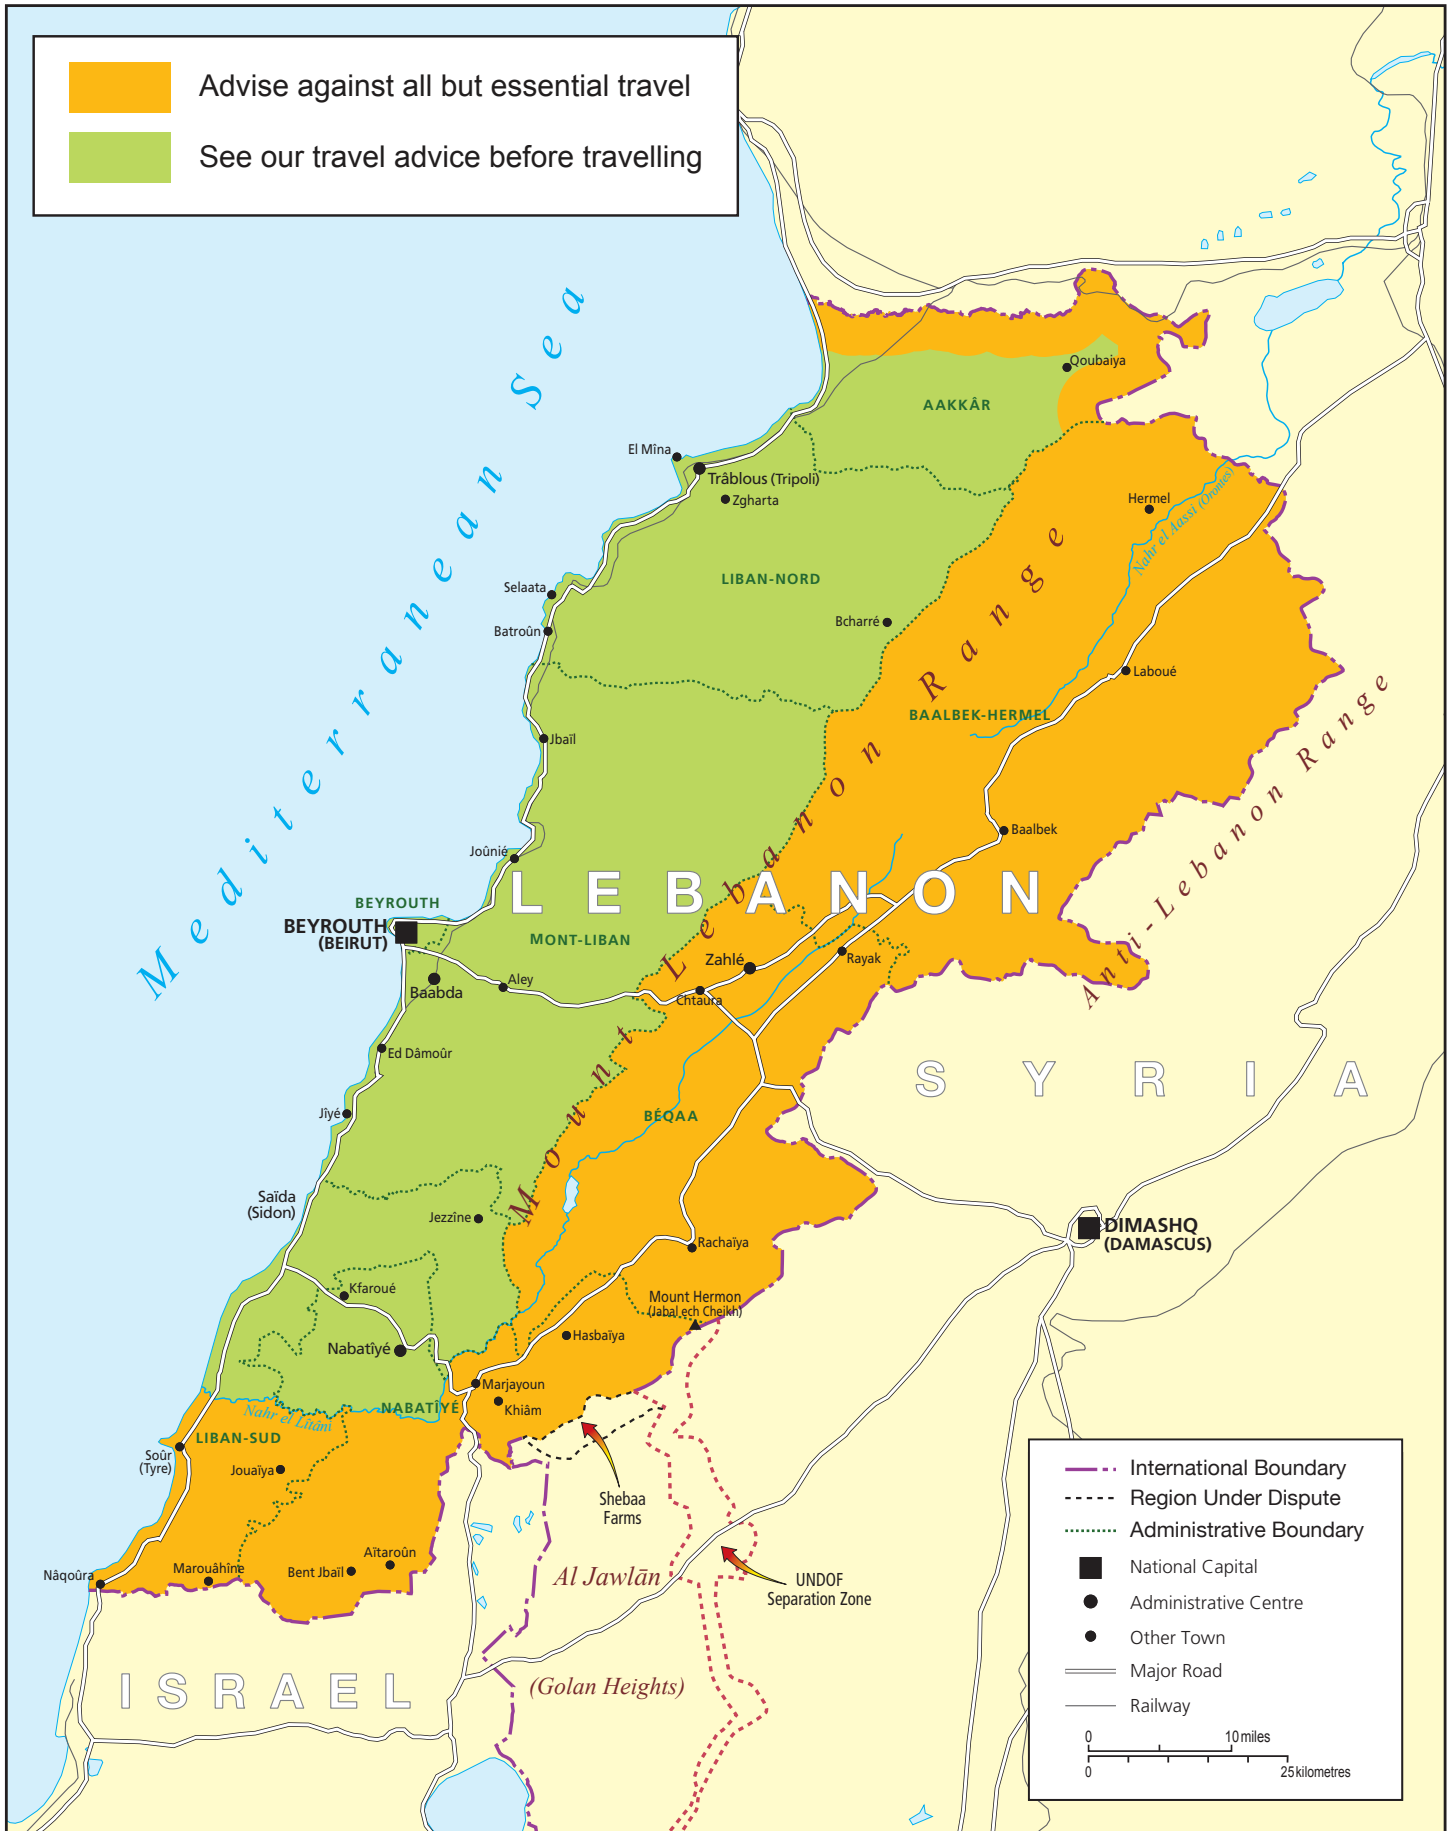 Advise against all but essential travel
See our travel advice before travelling
Mediterranean Sea
Qoubaiya
AAKKÂR
El Mîna
Trâblous (Tripoli)
Zgharta
Hermel
Nahr el Aassi (Orontes)
LIBAN-NORD
Selaata
Batroûn
Bcharré
Laboué
BAALBEK-HERMEL
Mount Lebanon Range
Anti-Lebanon Range
Jbaïl
Baalbek
Joûnié
LEBANON
BEYROUTH
BEYROUTH
(BEIRUT)
MONT-LIBAN
Zahlé
Rayak
Baabda
Aley
Chtaura
Ed Dâmoûr
SYRIA
Jîyé
BÉQAA
Saïda
(Sidon)
Jezzîne
DIMASHQ
(DAMASCUS)
Rachaïya
Kfaroué
Mount Hermon
(Jabal ech Cheikh)
Hasbaïya
Nabatîyé
Marjayoun
Khiâm
NABATÎYÉ
Nahr el Lîtâni
LIBAN-SUD
Soûr
(Tyre)
Jouaïya
Shebaa
Farms
Aïtaroûn
Bent Jbaïl
Marouâhîne
Nâqoûra
Al Jawlān
UNDOF
Separation Zone
(Golan Heights)
ISRAEL
International Boundary
Region Under Dispute
Administrative Boundary
National Capital
Administrative Centre
Other Town
Major Road
Railway
0 10 miles
0 25 kilometres